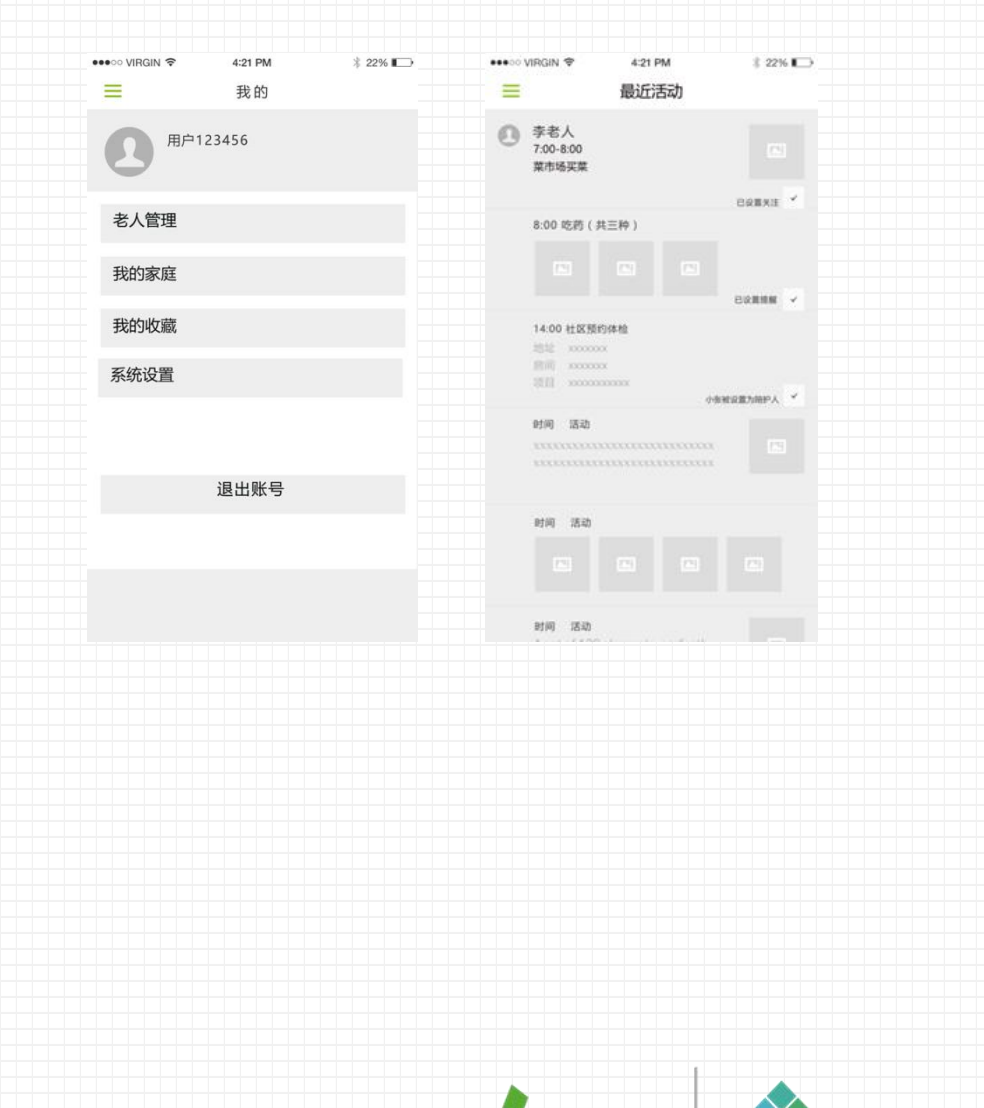 VIRGIN 4:21 PM 22%
我的
用户123456
老人管理
我的家庭
我的收藏
系统设置
退出账号
VIRGIN 4:21 PM 22%
最近活动
李老人
7:00-8:00
菜市场买菜
已设置关注
8:00 吃药（共三种）
已设置提醒
14:00 社区预约体检
地址 xxxxxxx
房间 xxxxxxx
项目 xxxxxxxxxxx
小张被设置为陪护人
时间 活动
xxxxxxxxxxxxxxxxxxxxxxxxxxxx
xxxxxxxxxxxxxxxxxxxxxxxxxxxx
时间 活动
时间 活动